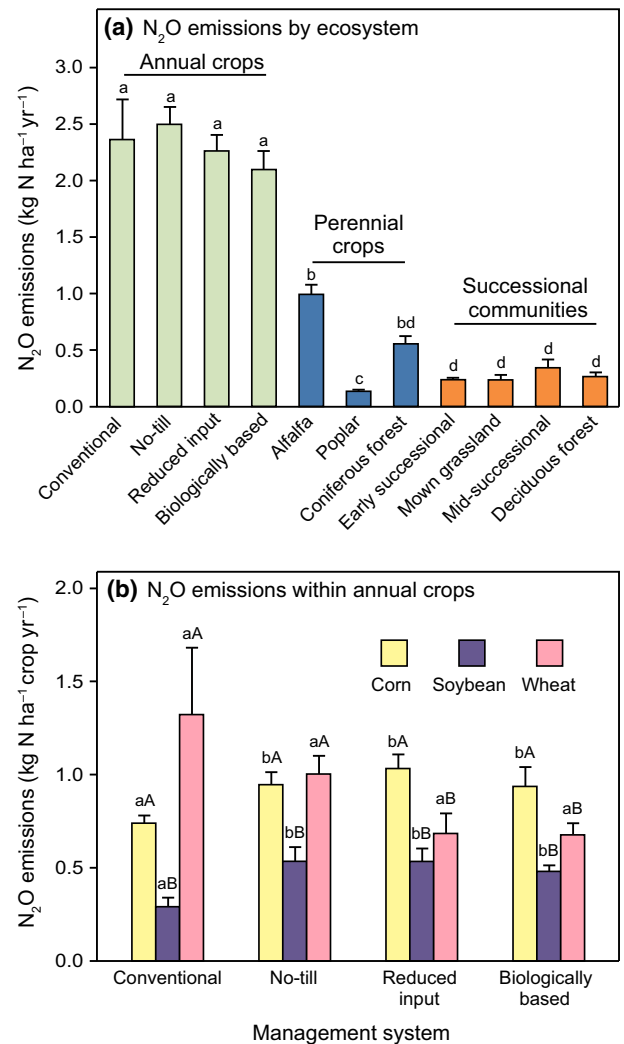 (a) N₂O emissions by ecosystem
Annual crops
Perennial
crops
Successional
communities
N₂O emissions (kg N ha⁻¹ yr⁻¹)
3.0
2.5
2.0
1.5
1.0
0.5
0.0
a
a
a
a
b
c
bd
d
d
d
d
Conventional
No-till
Reduced input
Biologically based
Alfalfa
Poplar
Coniferous forest
Early successional
Mown grassland
Mid-successional
Deciduous forest
(b) N₂O emissions within annual crops
N₂O emissions (kg N ha⁻¹ crop yr⁻¹)
2.0
1.5
1.0
0.5
0.0
Corn Soybean Wheat
aA
aB
aA
bA
bB
aA
bA
bB
aB
bA
bB
aB
Conventional
No-till
Reduced
input
Biologically
based
Management system